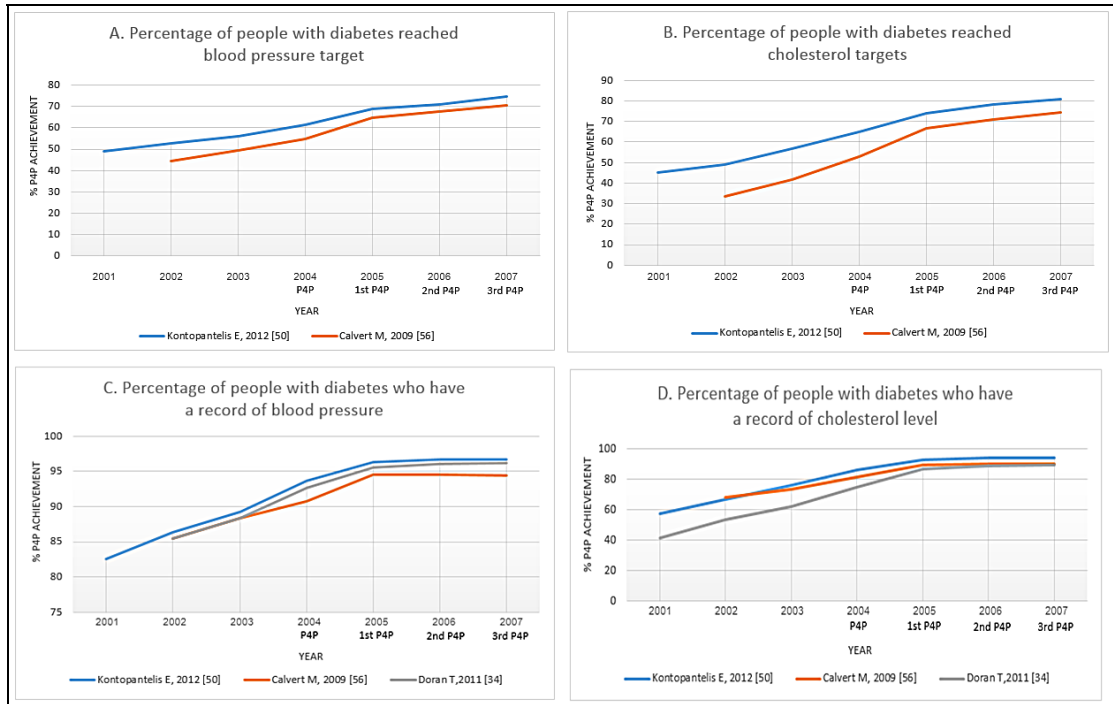 A. Percentage of people with diabetes reached
blood pressure target
% P4P ACHIEVEMENT
80
70
60
50
40
30
20
10
0
2001 2002 2003 2004 2005 2006 2007
P4P 1st P4P 2nd P4P 3rd P4P
YEAR
Kontopantelis E, 2012 [50] Calvert M, 2009 [56]
B. Percentage of people with diabetes reached
cholesterol targets
% P4P ACHIEVEMENT
90
80
70
60
50
40
30
20
10
0
2001 2002 2003 2004 2005 2006 2007
P4P 1st P4P 2nd P4P 3rd P4P
YEAR
Kontopantelis E, 2012 [50] Calvert M, 2009 [56]
C. Percentage of people with diabetes who have
a record of blood pressure
% P4P ACHIEVEMENT
100
95
90
85
80
75
2001 2002 2003 2004 2005 2006 2007
P4P 1st P4P 2nd P4P 3rd P4P
YEAR
Kontopantelis E, 2012 [50] Calvert M, 2009 [56] Doran T,2011 [34]
D. Percentage of people with diabetes who have
a record of cholesterol level
% P4P ACHIEVEMENT
100
80
60
40
20
0
2001 2002 2003 2004 2005 2006 2007
P4P 1st P4P 2nd P4P 3rd P4P
YEAR
Kontopantelis E, 2012 [50] Calvert M, 2009 [56] Doran T,2011 [34]